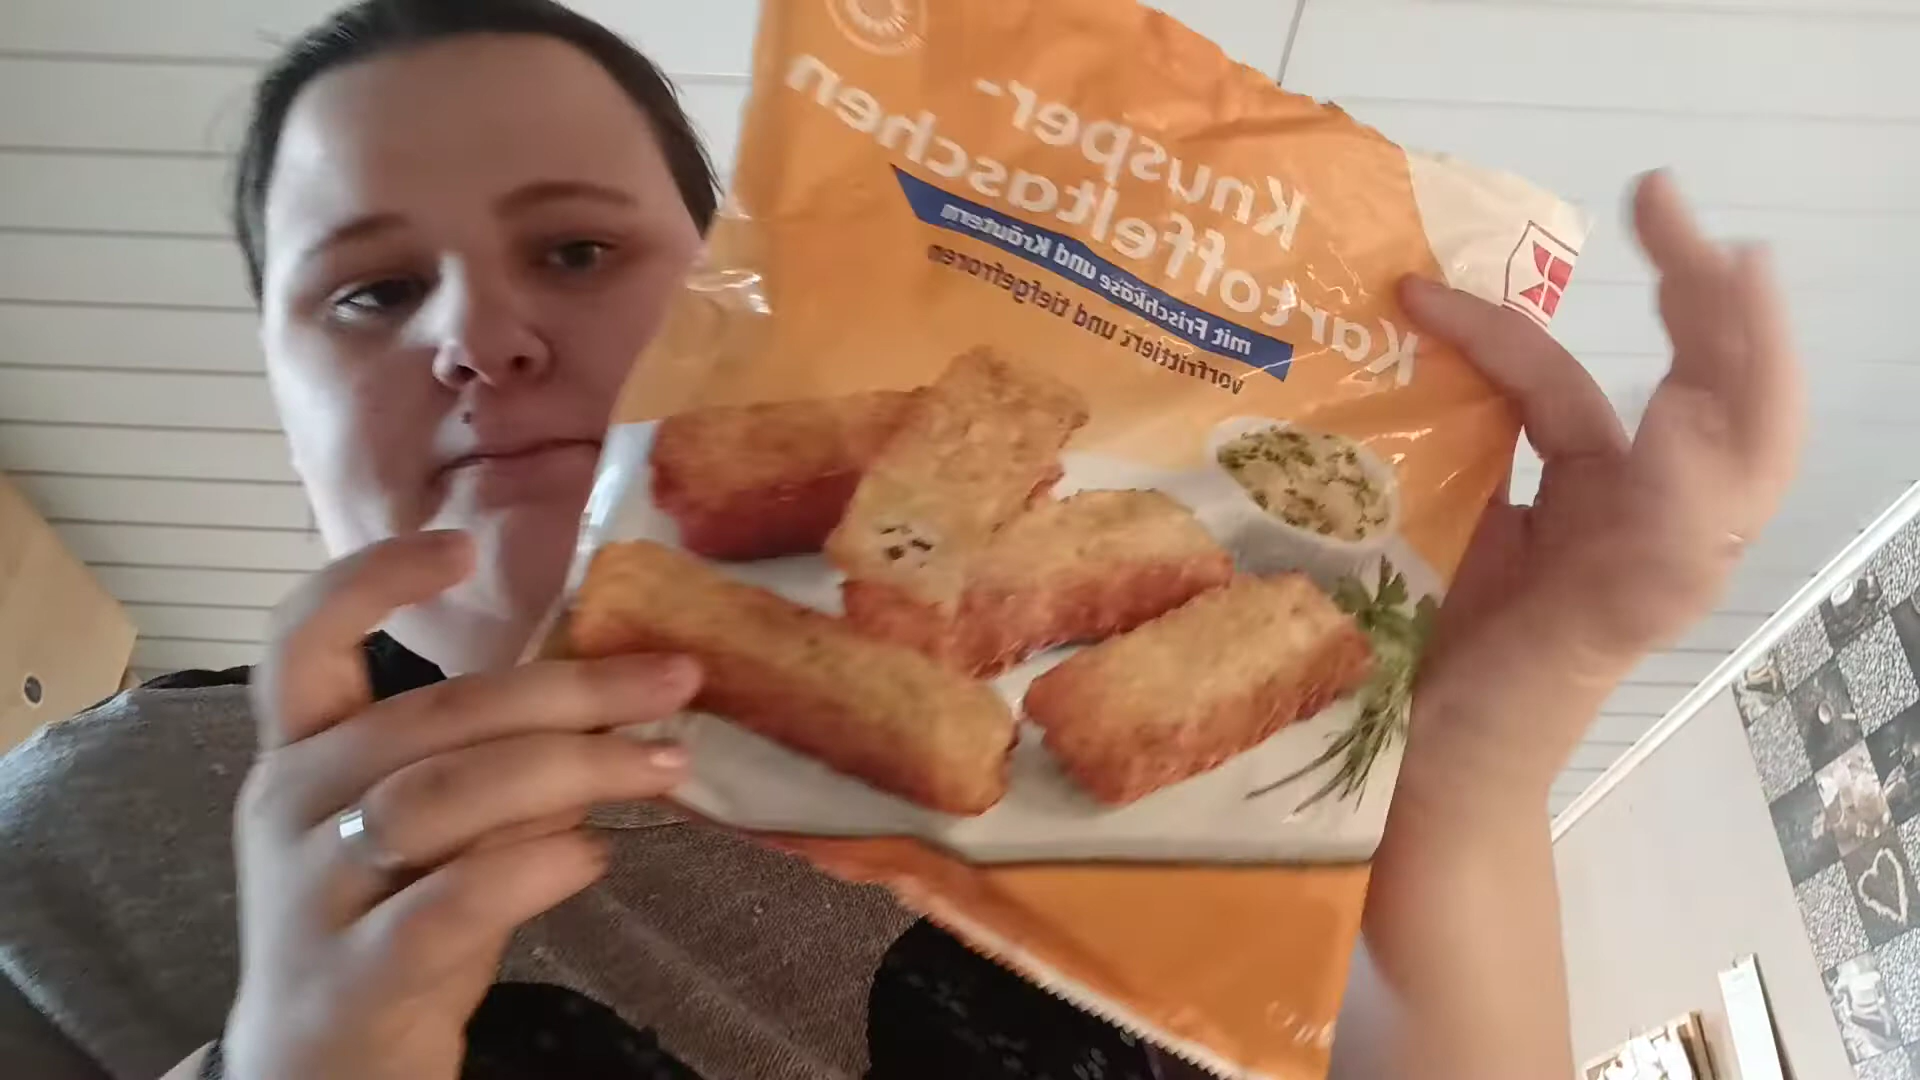 Knusper-
Kartoffeltaschen
mit Frischkäse und Kräutern
vorfrittiert und tiefgefroren